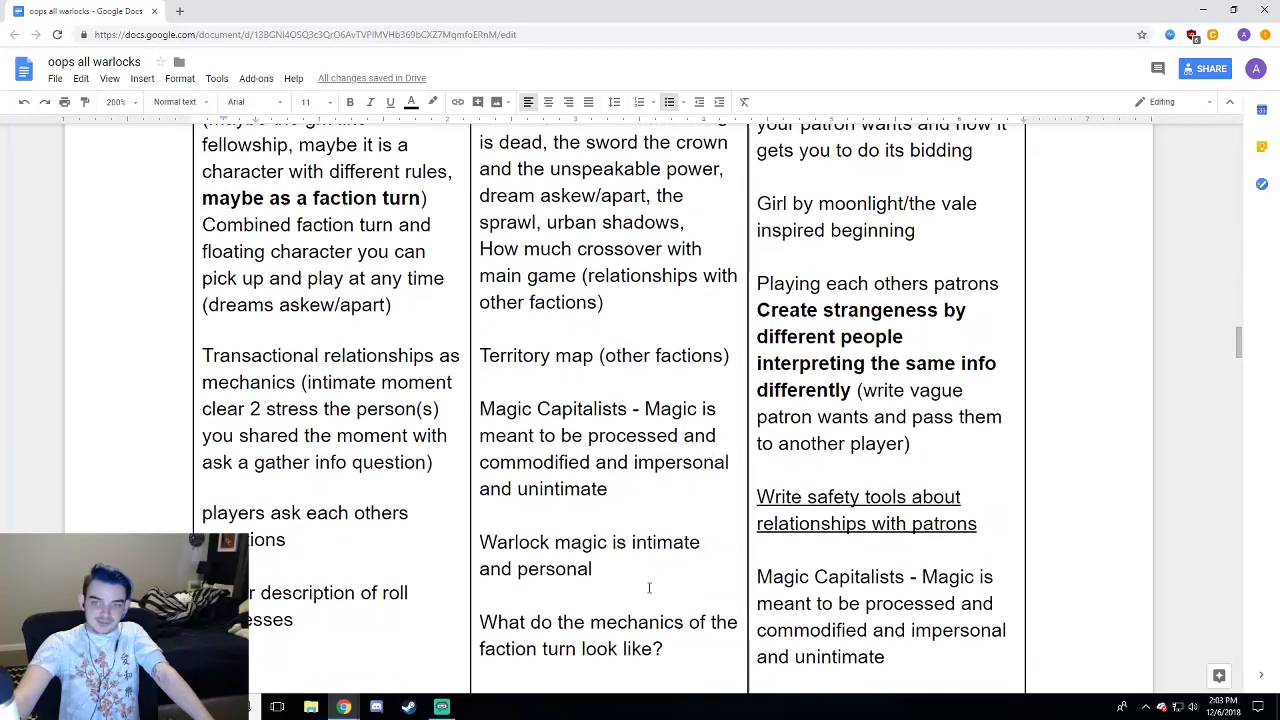 oops all warlocks - Google Docs
https://docs.google.com/document/d/13BGNI4OSQ3c3QrO6AvTVPIMVHb369bCXZ7MqmfoERnM/edit
oops all warlocks
SHARE
A
File Edit View Insert Format Tools Add-ons Help All changes saved in Drive
200% Normal text Arial 11 B I U A Editing
fellowship, maybe it is a
character with different rules,
maybe as a faction turn)
Combined faction turn and
floating character you can
pick up and play at any time
(dreams askew/apart)
Transactional relationships as
mechanics (intimate moment
clear 2 stress the person(s)
you shared the moment with
ask a gather info question)
players ask each others
tions
r description of roll
esses
is dead, the sword the crown
and the unspeakable power,
dream askew/apart, the
sprawl, urban shadows,
How much crossover with
main game (relationships with
other factions)
Territory map (other factions)
Magic Capitalists - Magic is
meant to be processed and
commodified and impersonal
and unintimate
Warlock magic is intimate
and personal
What do the mechanics of the
faction turn look like?
your patron wants and how it
gets you to do its bidding
Girl by moonlight/the vale
inspired beginning
Playing each others patrons
Create strangeness by
different people
interpreting the same info
differently (write vague
patron wants and pass them
to another player)
Write safety tools about
relationships with patrons
Magic Capitalists - Magic is
meant to be processed and
commodified and impersonal
and unintimate
2:03 PM
12/6/2018